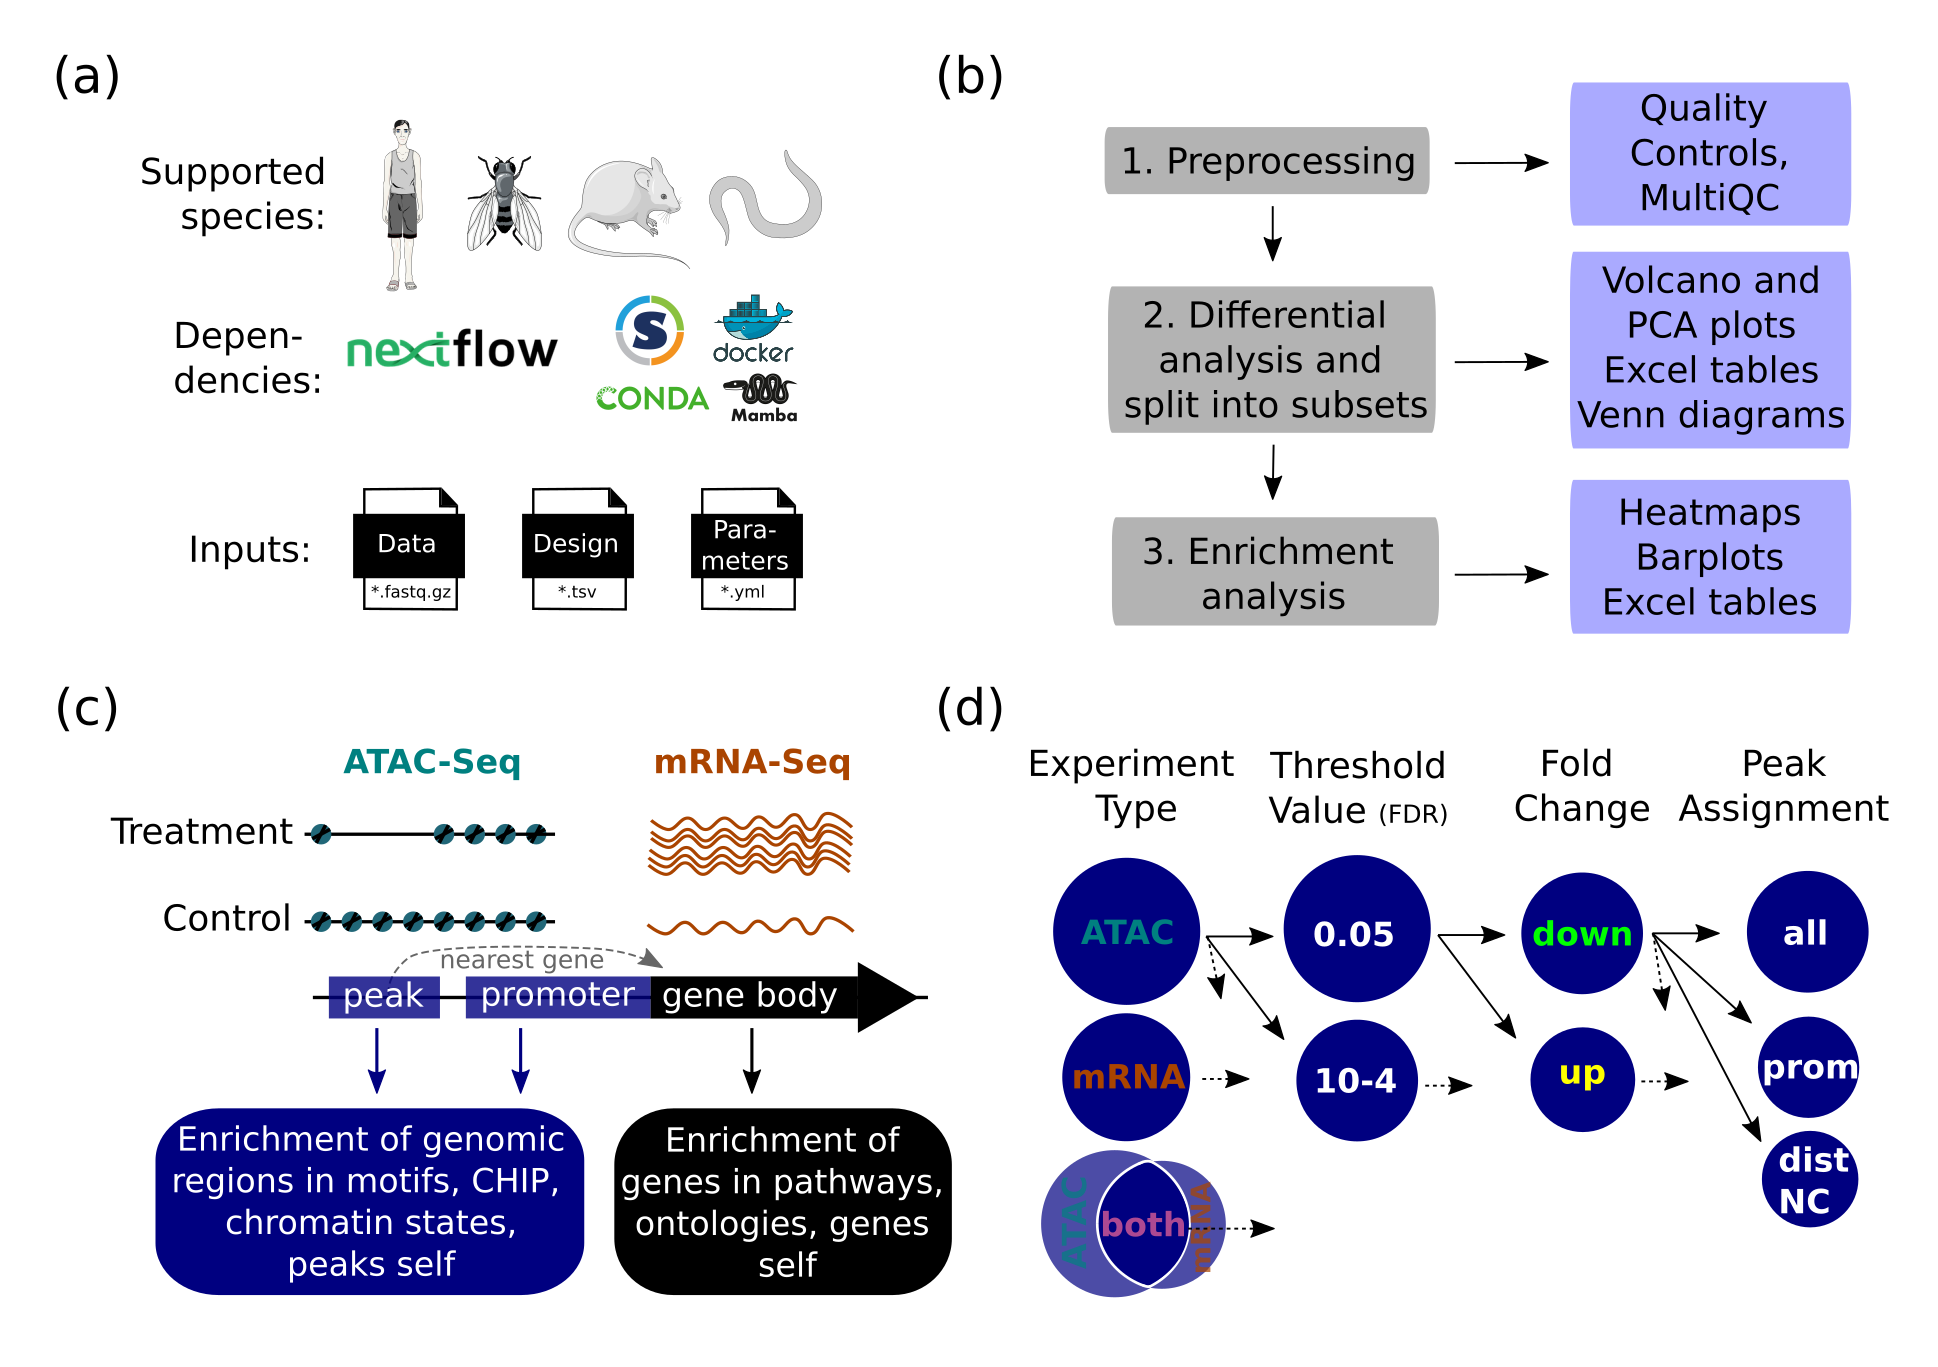 (a)
Supported
species:
Depen-
dencies:
nextflow
S
docker
CONDA
Mamba
Inputs:
Data
*.fastq.gz
Design
*.tsv
Para-
meters
*.yml
(b)
1. Preprocessing
Quality
Controls,
MultiQC
2. Differential
analysis and
split into subsets
Volcano and
PCA plots
Excel tables
Venn diagrams
3. Enrichment
analysis
Heatmaps
Barplots
Excel tables
(c)
ATAC-Seq
mRNA-Seq
Treatment
Control
nearest gene
peak
promoter
gene body
Enrichment of genomic
regions in motifs, CHIP,
chromatin states,
peaks self
Enrichment of
genes in pathways,
ontologies, genes
self
(d)
Experiment
Type
Threshold
Value (FDR)
Fold
Change
Peak
Assignment
ATAC
0.05
down
all
mRNA
10-4
up
prom
dist
NC
ATAC
both
mRNA